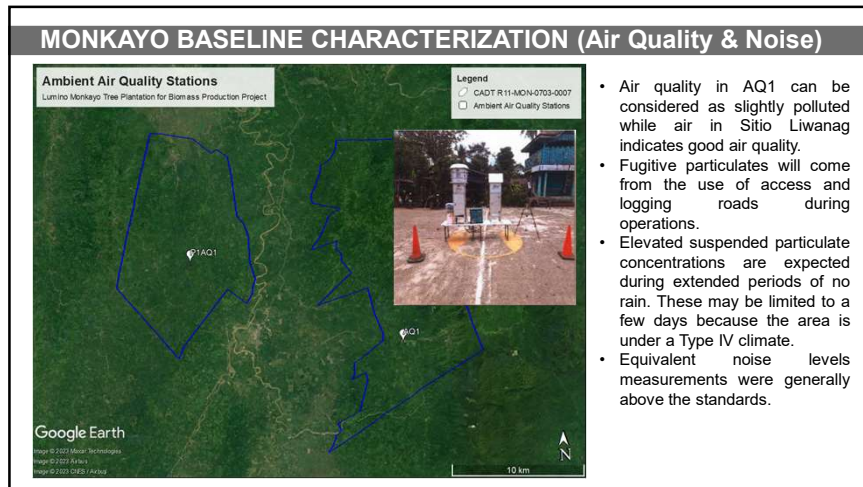 MONKAYO BASELINE CHARACTERIZATION (Air Quality & Noise)
Ambient Air Quality Stations
Lumino Monkayo Tree Plantation for Biomass Production Project
Legend
CADT R11-MON-0703-0007
Ambient Air Quality Stations
P1AQ1
AQ1
Google Earth
Image © 2023 Maxar Technologies
Image © 2023 Airbus
Image © 2023 CNES / Airbus
N
10 km
• Air quality in AQ1 can be
considered as slightly polluted
while air in Sitio Liwanag
indicates good air quality.
• Fugitive particulates will come
from the use of access and
logging roads during
operations.
• Elevated suspended particulate
concentrations are expected
during extended periods of no
rain. These may be limited to a
few days because the area is
under a Type IV climate.
• Equivalent noise levels
measurements were generally
above the standards.